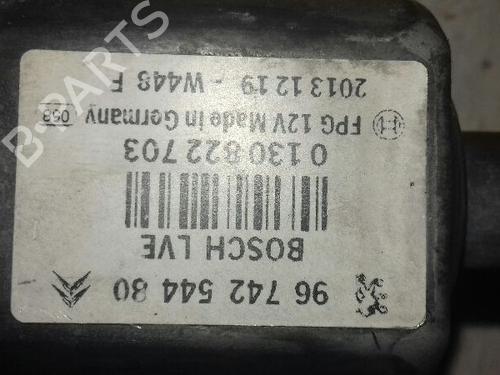 96 742 544 80
BOSCH LVE
0 130 822 703
FPG 12V Made in Germany 058
2013 12 19 - W448 F
B-PARTS